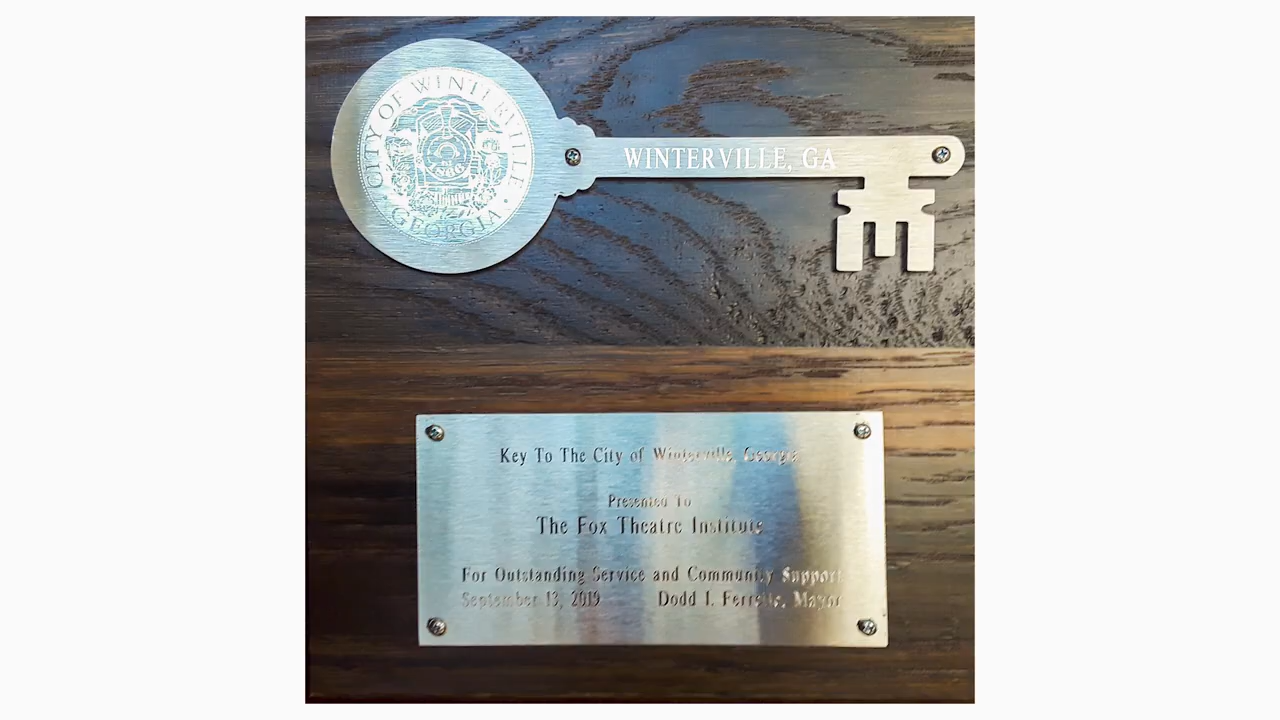 CITY OF WINTERVILLE
GEORGIA
WINTERVILLE, GA
Key To The City of Winterville, Georgia
Presented To
The Fox Theatre Institute
For Outstanding Service and Community Support
September 13, 2019 Dodd Ferrelle, Mayor